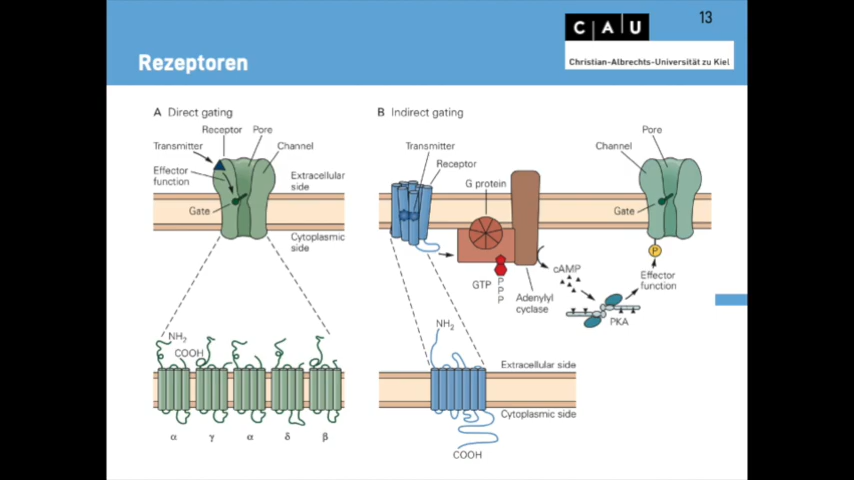 13
C A U
Christian-Albrechts-Universität zu Kiel
Rezeptoren
A Direct gating
Receptor Pore
Transmitter
Channel
Effector
function
Extracellular
side
Gate
Cytoplasmic
side
NH2
COOH
α γ α δ β
B Indirect gating
Transmitter
Receptor
G protein
GTP
P
P
P
Adenylyl
cyclase
cAMP
PKA
Pore
Channel
Gate
P
Effector
function
NH2
Extracellular side
Cytoplasmic side
COOH